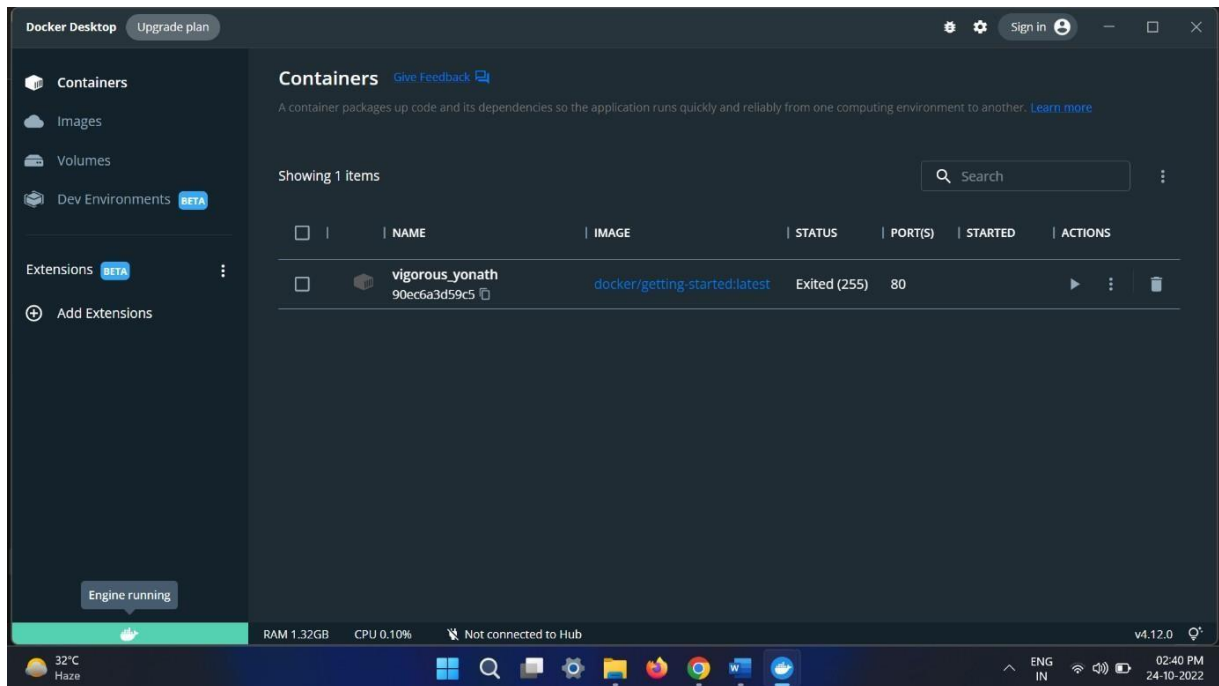 Docker Desktop Upgrade plan Sign in
Containers
Images
Volumes
Dev Environments BETA
Extensions BETA
Add Extensions
Containers Give Feedback
A container packages up code and its dependencies so the application runs quickly and reliably from one computing environment to another. Learn more
Showing 1 items Search
NAME IMAGE STATUS PORT(S) STARTED ACTIONS
vigorous_yonath docker/getting-started:latest Exited (255) 80
90ec6a3d59c5
Engine running
RAM 1.32GB CPU 0.10% Not connected to Hub v4.12.0
32°C ENG 02:40 PM
Haze IN 24-10-2022